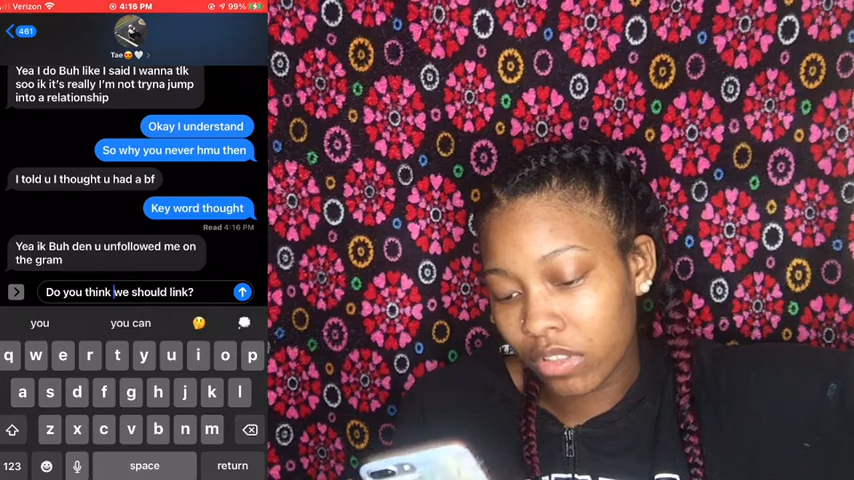 Verizon 4:16 PM 99%
461
Tae😍🤍
Yea I do Buh like I said I wanna tlk
soo ik it's really I'm not tryna jump
into a relationship
Okay I understand
So why you never hmu then
I told u I thought u had a bf
Key word thought
Read 4:16 PM
Yea ik Buh den u unfollowed me on
the gram
Do you think we should link?
you you can 🤔 💭
q w e r t y u i o p
a s d f g h j k l
z x c v b n m
123 space return